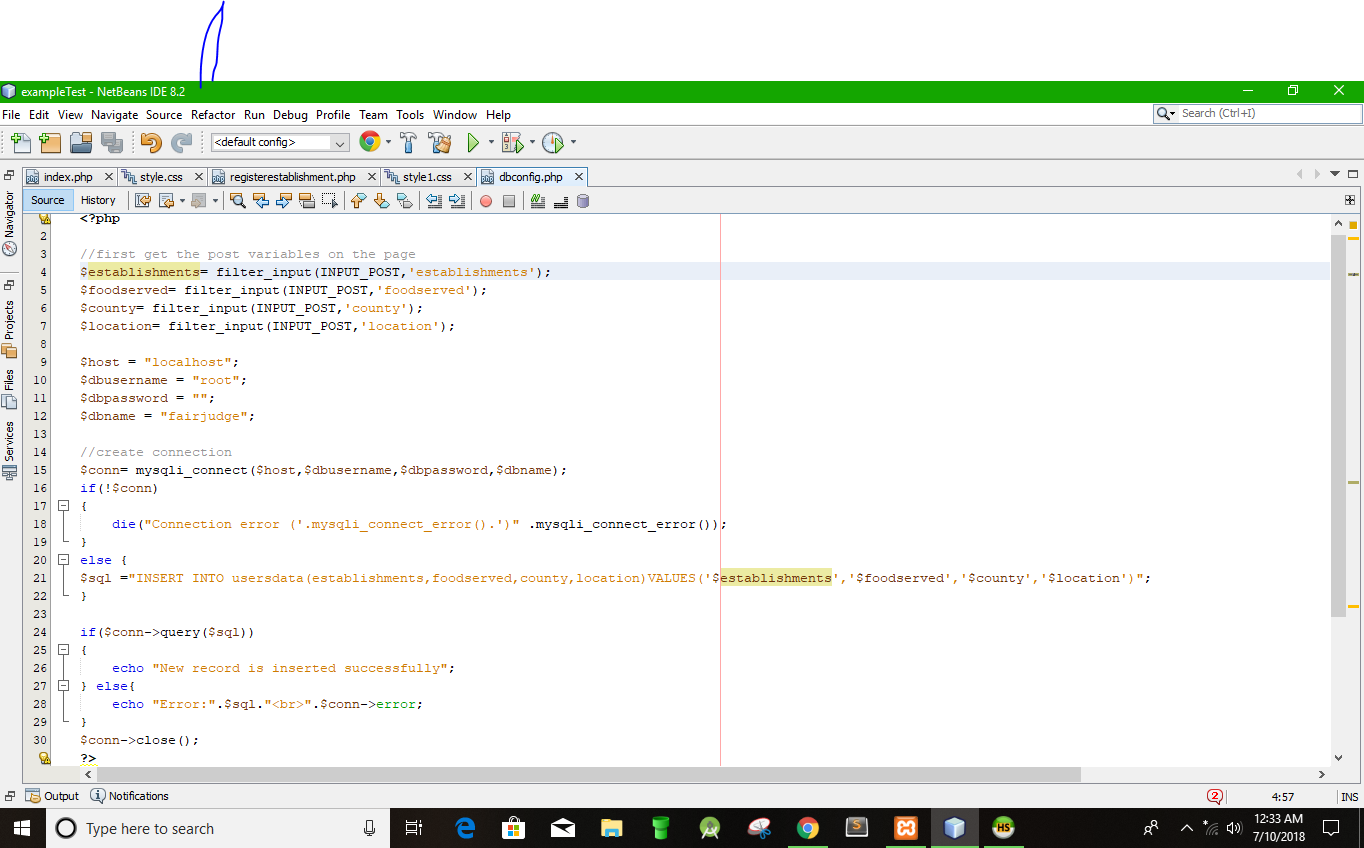 exampleTest - NetBeans IDE 8.2
File Edit View Navigate Source Refactor Run Debug Profile Team Tools Window Help
Search (Ctrl+I)
<default config>
index.php style.css registerestablishment.php style1.css dbconfig.php
Source History
Navigator
Projects
Files
Services
<?php
2
3 //first get the post variables on the page
4 $establishments= filter_input(INPUT_POST,'establishments');
5 $foodserved= filter_input(INPUT_POST,'foodserved');
6 $county= filter_input(INPUT_POST,'county');
7 $location= filter_input(INPUT_POST,'location');
8
9 $host = "localhost";
10 $dbusername = "root";
11 $dbpassword = "";
12 $dbname = "fairjudge";
13
14 //create connection
15 $conn= mysqli_connect($host,$dbusername,$dbpassword,$dbname);
16 if(!$conn)
17 {
18 die("Connection error ('.mysqli_connect_error().')" .mysqli_connect_error());
19 }
20 else {
21 $sql ="INSERT INTO usersdata(establishments,foodserved,county,location)VALUES('$establishments','$foodserved','$county','$location')";
22 }
23
24 if($conn->query($sql))
25 {
26 echo "New record is inserted successfully";
27 } else{
28 echo "Error:".$sql."<br>".$conn->error;
29 }
30 $conn->close();
?>
Output Notifications
2 4:57 INS
Type here to search
S HS
12:33 AM
7/10/2018